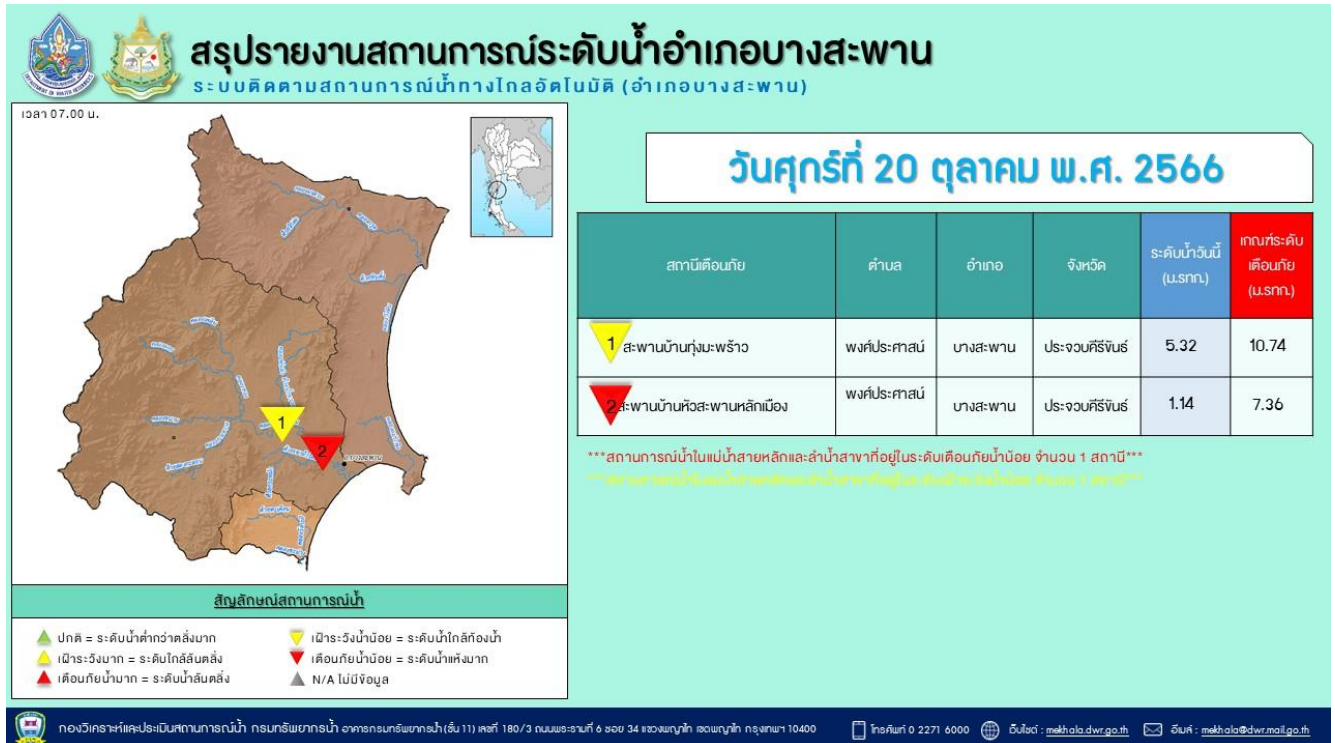 สรุปรายงานสถานการณ์ระดับน้ำอำเภอบางสะพาน
ระบบติดตามสถานการณ์น้ำทางไกลอัตโนมัติ (อำเภอบางสะพาน)
เวลา 07.00 น.
วันศุกร์ที่ 20 ตุลาคม พ.ศ. 2566
สถานีเตือนภัย ตำบล อำเภอ จังหวัด ระดับน้ำวันนี้ (ม.รทก.) เกณฑ์ระดับเตือนภัย (ม.รทก.)
1 สะพานบ้านทุ่งมะพร้าว พงศ์ประศาสน์ บางสะพาน ประจวบคีรีขันธ์ 5.32 10.74
2 สะพานบ้านหัวสะพานหลักเมือง พงศ์ประศาสน์ บางสะพาน ประจวบคีรีขันธ์ 1.14 7.36
***สถานการณ์น้ำในแม่น้ำสายหลักและลำน้ำสาขาที่อยู่ในระดับเตือนภัยน้ำน้อย จำนวน 1 สถานี***
1
2
สัญลักษณ์สถานการณ์น้ำ
ปกติ = ระดับน้ำต่ำกว่าตลิ่งมาก
เฝ้าระวังมาก = ระดับใกล้ล้นตลิ่ง
เตือนภัยน้ำมาก = ระดับน้ำล้นตลิ่ง
เฝ้าระวังน้ำน้อย = ระดับน้ำใกล้ท้องน้ำ
เตือนภัยน้ำน้อย = ระดับน้ำแห้งมาก
N/A ไม่มีข้อมูล
กองวิเคราะห์และประเมินสถานการณ์น้ำ กรมทรัพยากรน้ำ อาคารกรมทรัพยากรน้ำ (ชั้น 11) เลขที่ 180/3 ถนนพระรามที่ 6 ซอย 34 แขวงพญาไท เขตพญาไท กรุงเทพฯ 10400 โทรศัพท์ 0 2271 6000 เว็บไซต์ : mekhala.dwr.go.th อีเมล์ : mekhala@dwr.mail.go.th